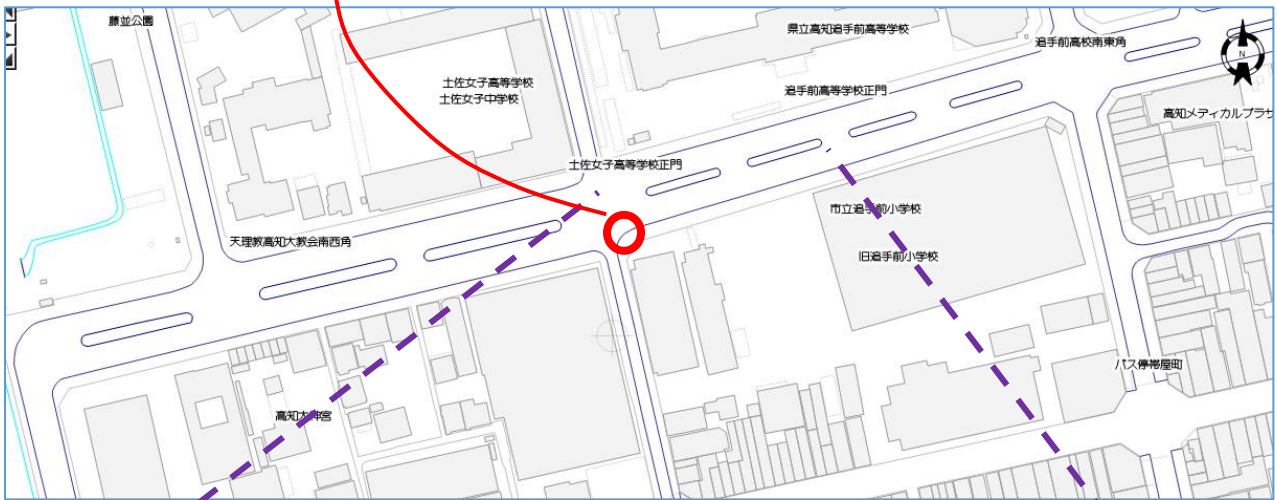 藤並公園
県立高知追手前高等学校
追手前高校南東角
N
土佐女子高等学校
土佐女子中学校
追手前高等学校正門
高知メディカルプラザ
土佐女子高等学校正門
市立追手前小学校
天理教高知大教会南西角
旧追手前小学校
バス停帯屋町
高知大神宮